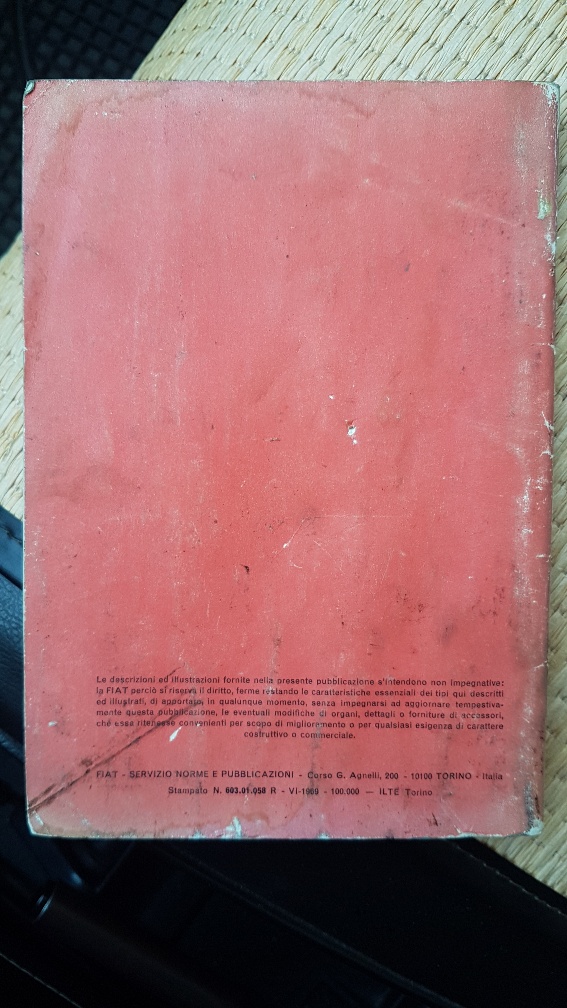 Le descrizioni ed illustrazioni fornite nella presente pubblicazione s'intendono non impegnative:
la FIAT perciò si riserva il diritto, ferme restando le caratteristiche essenziali dei tipi qui descritti
ed illustrati, di apportare, in qualunque momento, senza impegnarsi ad aggiornare tempestiva-
mente questa pubblicazione, le eventuali modifiche di organi, dettagli o forniture di accessori,
che essa ritenesse convenienti per scopo di miglioramento o per qualsiasi esigenza di carattere
costruttivo o commerciale.
FIAT - SERVIZIO NORME E PUBBLICAZIONI - Corso G. Agnelli, 200 - 10100 TORINO - Italia
Stampato N. 603.01.058 R - VI-1969 - 100.000 — ILTE Torino